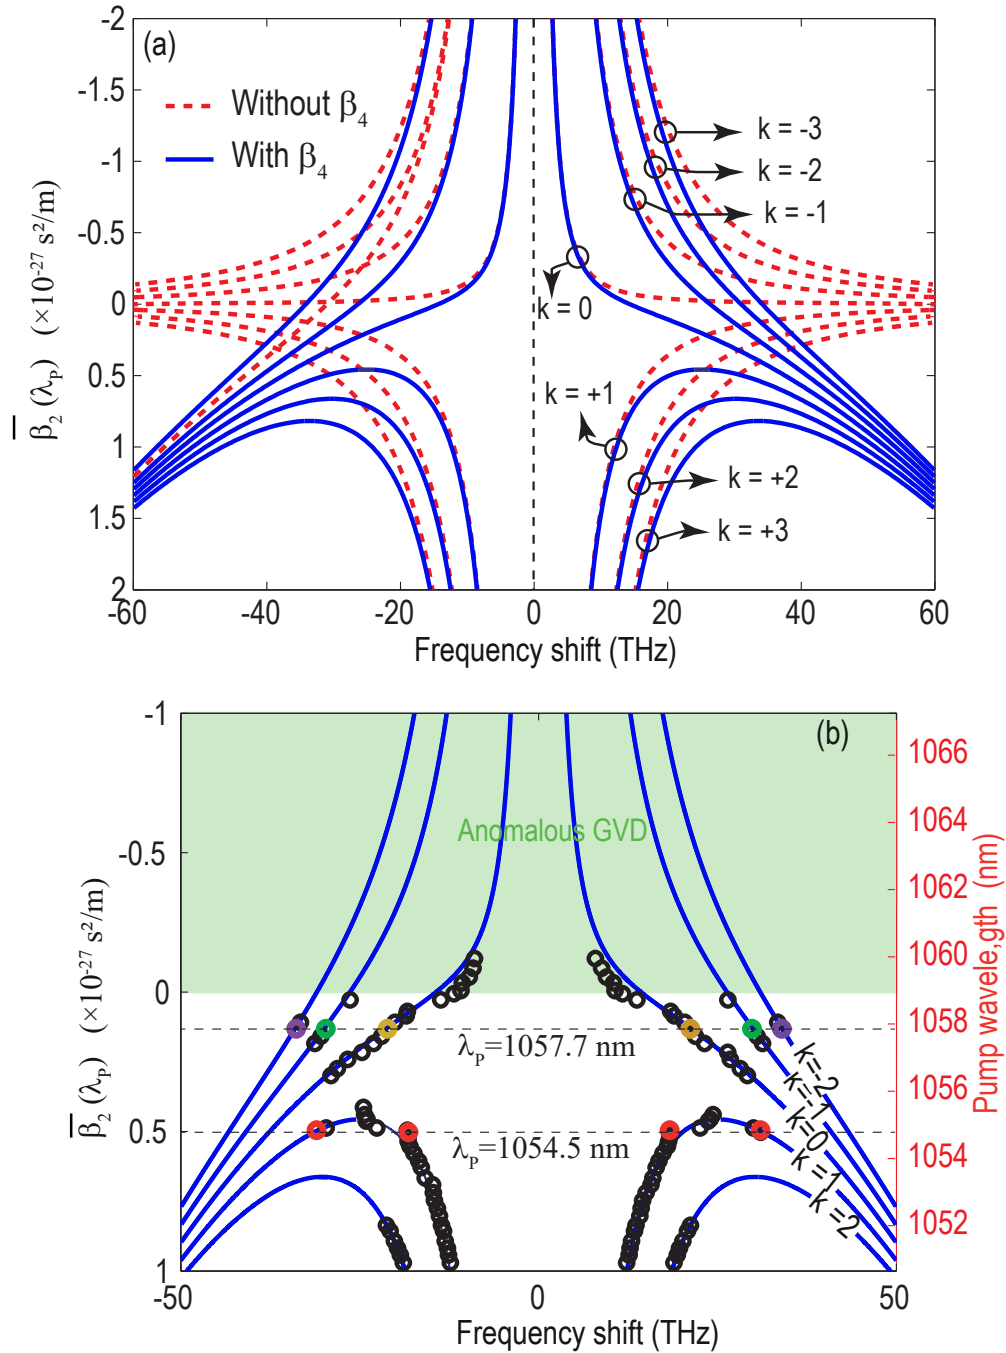 (a)
-2
-1.5
-1
-0.5
0
0.5
1
1.5
2
Without β₄
With β₄
k = -3
k = -2
k = -1
k = 0
k = +1
k = +2
k = +3
β̅₂ (λₚ) (×10⁻²⁷ s²/m)
-60 -40 -20 0 20 40 60
Frequency shift (THz)
(b)
-1
-0.5
0
0.5
1
Anomalous GVD
λₚ=1057.7 nm
λₚ=1054.5 nm
k=-2
k=-1
k=0
k =1
k =2
β̅₂ (λₚ) (×10⁻²⁷ s²/m)
1066
1064
1062
1060
1058
1056
1054
1052
Pump wavele,gth (nm)
-50 0 50
Frequency shift (THz)